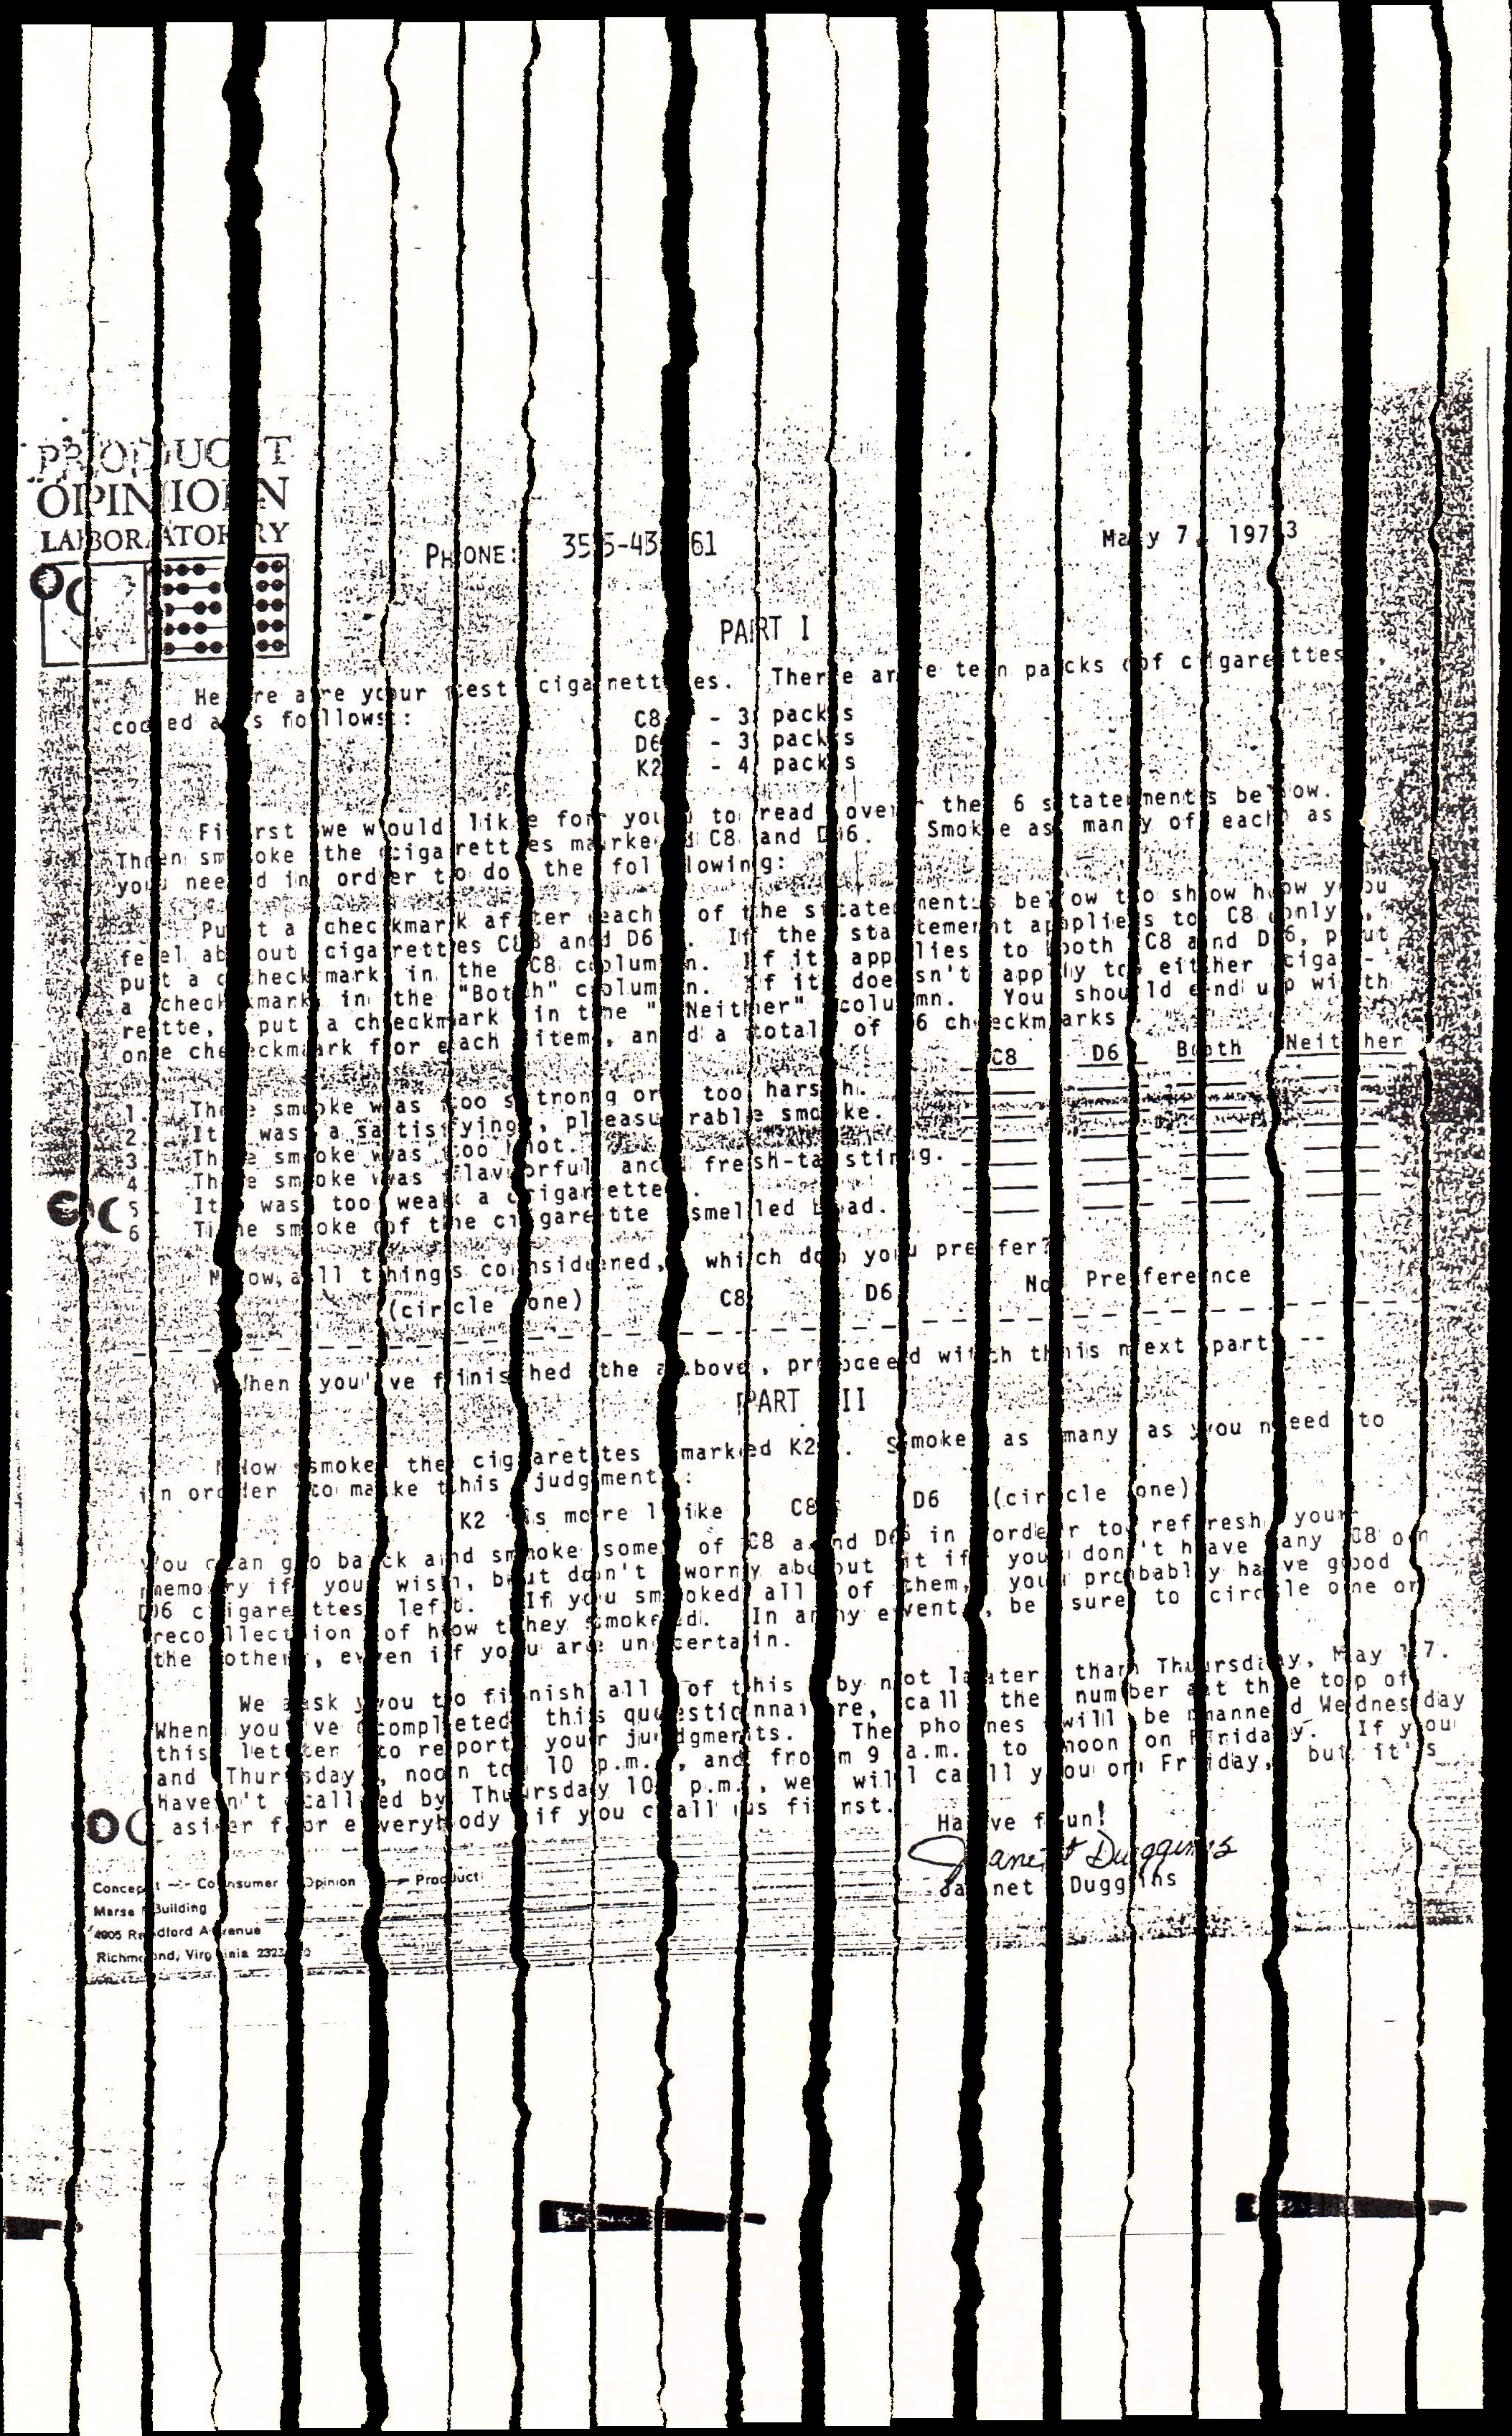 PRODUCT
OPINION
LABORATORY
PHONE: 355-4361
May 7, 1973
PART I
Here are your test cigarettes. There are ten packs of cigarettes,
coded as follows:
C8 - 3 packs
D6 - 3 packs
K2 - 4 packs
First we would like for you to read over the 6 statements below.
Then smoke the cigarettes marked C8 and D6. Smoke as many of each as
you need in order to do the following:
Put a checkmark after each of the statements below to show how you
feel about cigarettes C8 and D6. If the statement applies to C8 only,
put a checkmark in the C8 column. If it applies to both C8 and D6, put
a checkmark in the "Both" column. If it doesn't apply to either ciga-
rette, put a checkmark in the "Neither" column. You should end up with
one checkmark for each item, and a total of 6 checkmarks.
C8 D6 Both Neither
1. The smoke was too strong or too harsh.
2. It was a satisfying, pleasurable smoke.
3. The smoke was too hot.
4. The smoke was flavorful and fresh-tasting.
5. It was too weak a cigarette.
6. The smoke of the cigarette smelled bad.
Now, all things considered, which do you prefer?
(circle one) C8 D6 No Preference
When you've finished the above, proceed with this next part --
PART II
Now smoke the cigarettes marked K2. Smoke as many as you need to
in order to make this judgment:
K2 is more like C8 D6 (circle one)
You can go back and smoke some of C8 and D6 in order to refresh your
memory if you wish, but don't worry about it if you don't have any C8 or
D6 cigarettes left. If you smoked all of them, you probably have good
recollection of how they smoked. In any event, be sure to circle one or
the other, even if you are uncertain.
We ask you to finish all of this by not later than Thursday, May 17.
When you've completed this questionnaire, call the number at the top of
this letter to report your judgments. The phones will be manned Wednesday
and Thursday, noon to 10 p.m., and from 9 a.m. to noon on Friday. If you
haven't called by Thursday 10 p.m., we will call you on Friday, but it's
easier for everybody if you call us first.
Have fun!
Janet Duggins
Janet Duggins
Concept — Consumer Opinion — Product
Marsa Building
4905 Radford Avenue
Richmond, Virginia 23230